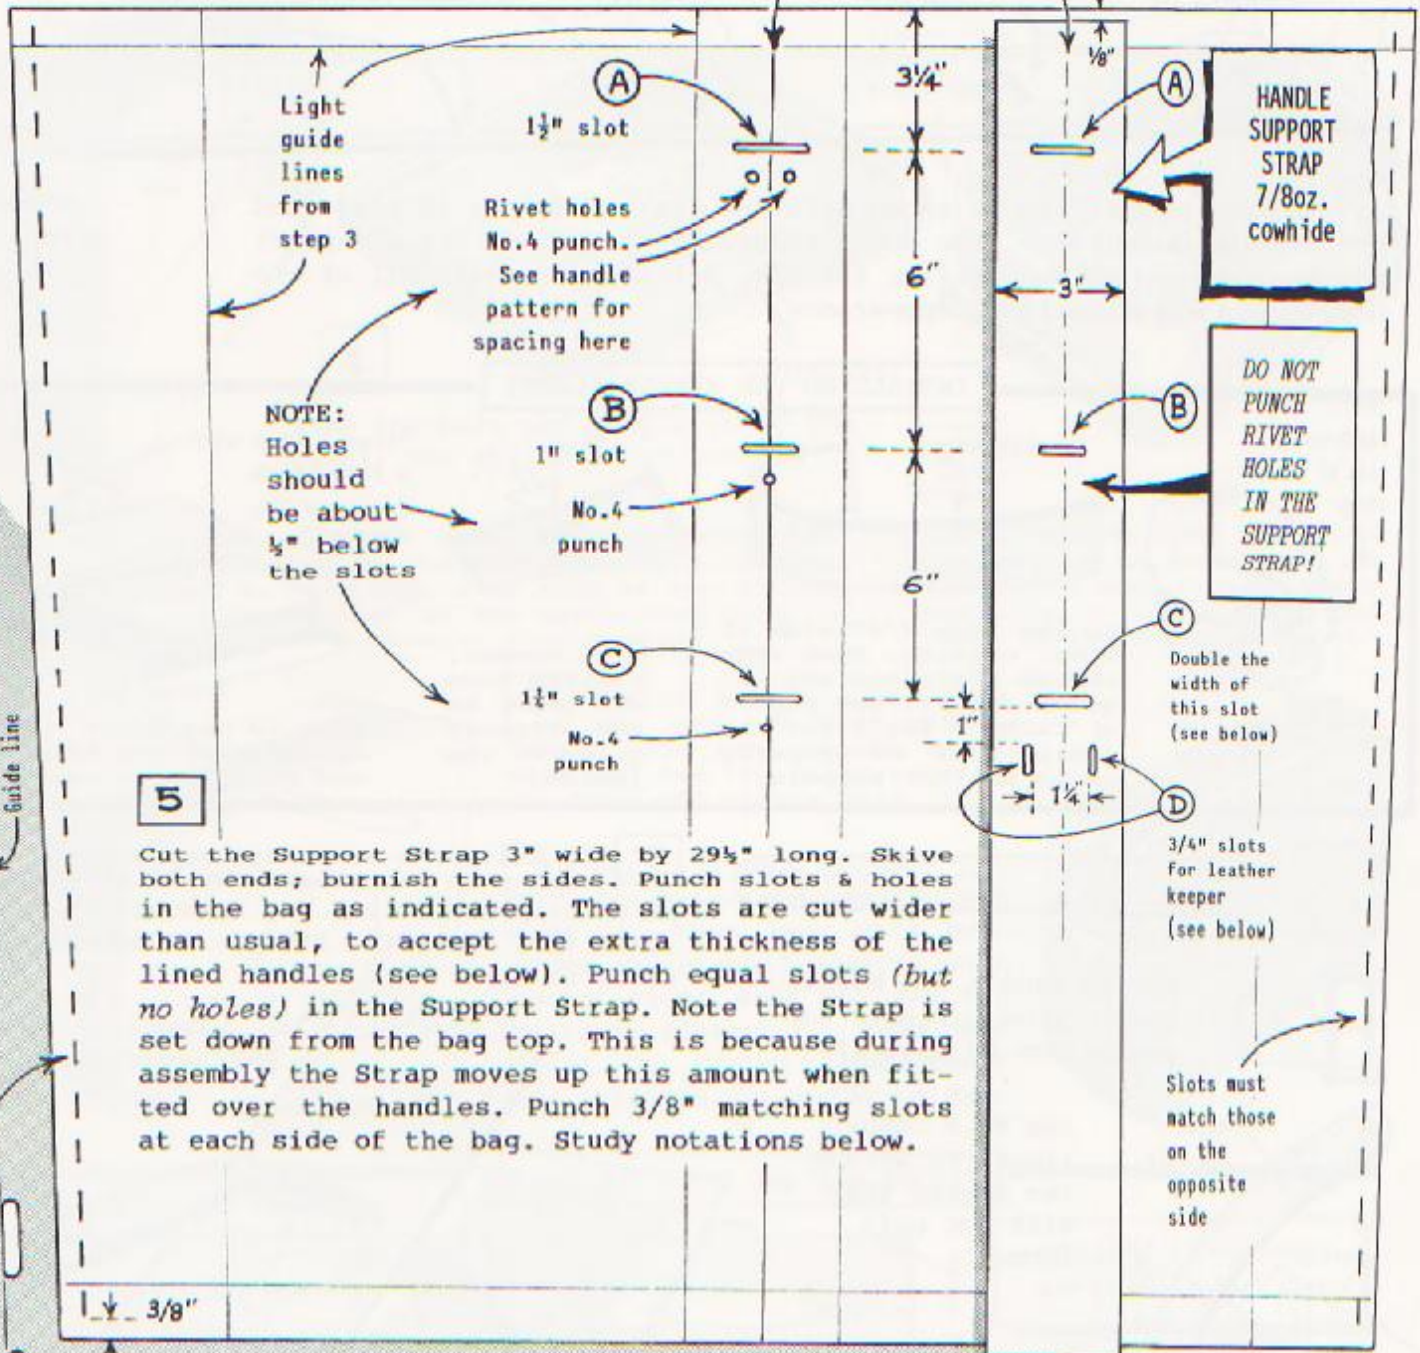 Light
guide
lines
from
step 3
A
1½" slot
Rivet holes
No.4 punch.
See handle
pattern for
spacing here
NOTE:
Holes
should
be about
½" below
the slots
B
1" slot
No.4
punch
C
1¼" slot
No.4
punch
3¼"
6"
6"
1/8"
3"
A
B
C
Double the
width of
this slot
(see below)
1"
1¼"
D
3/4" slots
for leather
keeper
(see below)
HANDLE
SUPPORT
STRAP
7/8oz.
cowhide
DO NOT
PUNCH
RIVET
HOLES
IN THE
SUPPORT
STRAP!
Slots must
match those
on the
opposite
side
Guide line
5
Cut the Support Strap 3" wide by 29½" long. Skive
both ends; burnish the sides. Punch slots & holes
in the bag as indicated. The slots are cut wider
than usual, to accept the extra thickness of the
lined handles (see below). Punch equal slots (but
no holes) in the Support Strap. Note the Strap is
set down from the bag top. This is because during
assembly the Strap moves up this amount when fit-
ted over the handles. Punch 3/8" matching slots
at each side of the bag. Study notations below.
3/8"